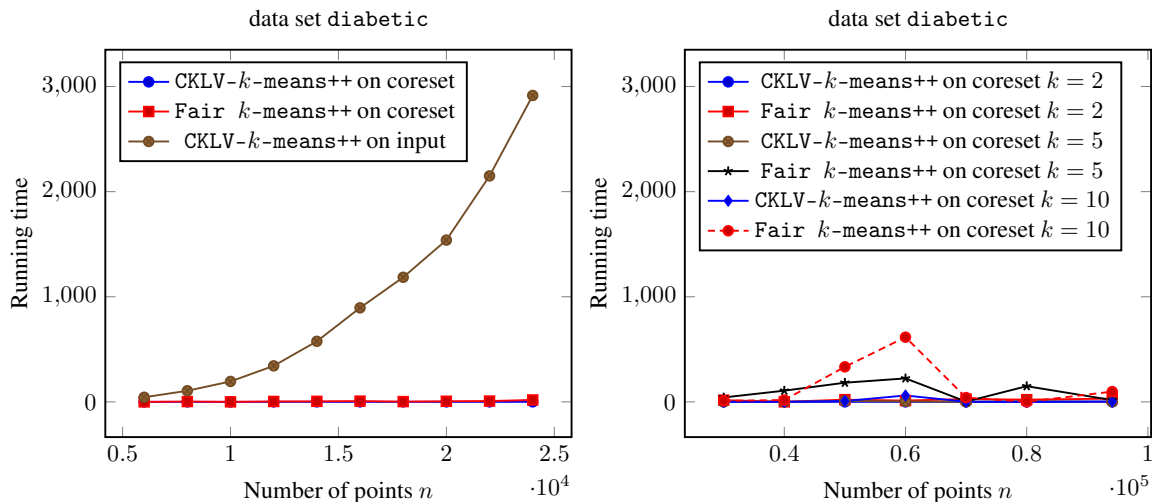 data set diabetic
3,000
2,000
1,000
0
Running time
CKLV-k-means++ on coreset
Fair k-means++ on coreset
CKLV-k-means++ on input
0.5 1 1.5 2 2.5
Number of points n
·10^4
data set diabetic
3,000
2,000
1,000
0
Running time
CKLV-k-means++ on coreset k = 2
Fair k-means++ on coreset k = 2
CKLV-k-means++ on coreset k = 5
Fair k-means++ on coreset k = 5
CKLV-k-means++ on coreset k = 10
Fair k-means++ on coreset k = 10
0.4 0.6 0.8 1
Number of points n
·10^5